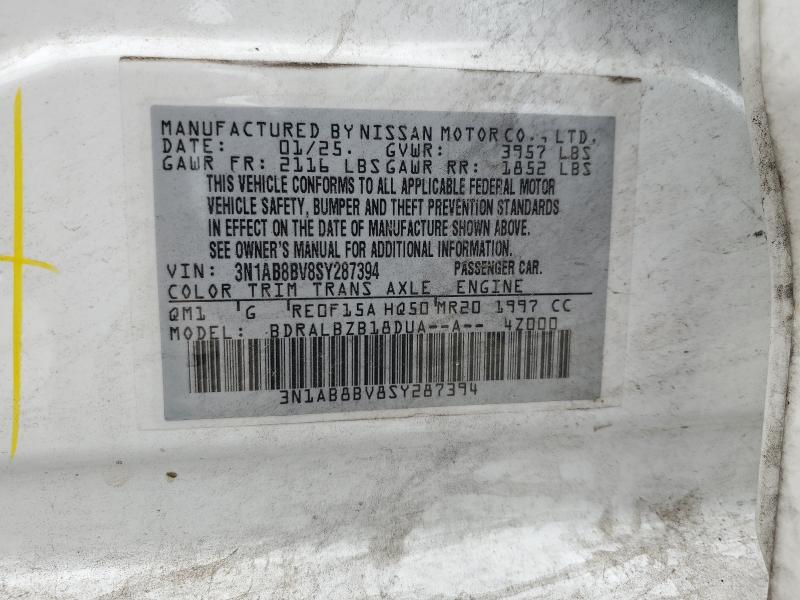 MANUFACTURED BY NISSAN MOTOR CO., LTD.
DATE: 01/25. GVWR: 3957 LBS
GAWR FR: 2116 LBS GAWR RR: 1852 LBS
THIS VEHICLE CONFORMS TO ALL APPLICABLE FEDERAL MOTOR
VEHICLE SAFETY, BUMPER AND THEFT PREVENTION STANDARDS
IN EFFECT ON THE DATE OF MANUFACTURE SHOWN ABOVE.
SEE OWNER'S MANUAL FOR ADDITIONAL INFORMATION.
VIN: 3N1AB8BV8SY287394 PASSENGER CAR.
COLOR TRIM TRANS AXLE ENGINE
QM1 G RE0F15A HQ50 MR20 1997 CC
MODEL: BDRALBZB18DUA--A-- 4Z000
3N1AB8BV8SY287394